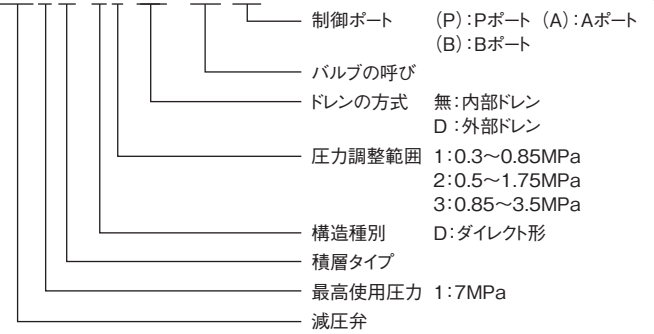 制御ポート (P):Pポート (A):Aポート
(B):Bポート
バルブの呼び
ドレンの方式 無:内部ドレン
D:外部ドレン
圧力調整範囲 1:0.3～0.85MPa
2:0.5～1.75MPa
3:0.85～3.5MPa
構造種別 D:ダイレクト形
積層タイプ
最高使用圧力 1:7MPa
減圧弁